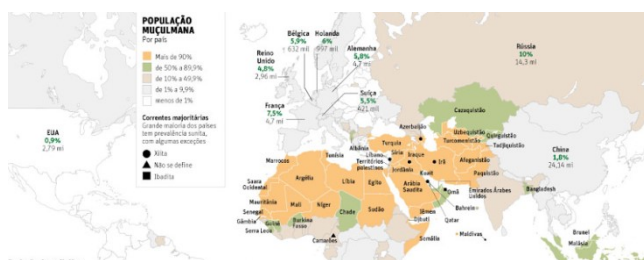 POPULAÇÃO
MUÇULMANA
Por país
Mais de 90%
de 50% a 89,9%
de 10% a 49,9%
de 1% a 9,9%
menos de 1%
Correntes majoritárias
Grande maioria dos países
tem prevalência sunita,
com algumas exceções
Xiita
Não se define
Ibadita
EUA
0,9%
2,79 mi
Bélgica
5,9%
632 mil
Holanda
6%
997 mil
Alemanha
5,8%
4,7 mi
Reino
Unido
4,8%
2,96 mi
Suíça
5,5%
421 mil
França
7,5%
4,7 mi
Rússia
10%
14,3 mi
China
1,8%
24,14 mi
Cazaquistão
Azerbaijão
Uzbequistão
Turcomenistão
Quirguistão
Tadjiquistão
Albânia
Turquia
Tunísia
Líbano
Síria
Iraque
Irã
Afeganistão
Territórios
palestinos
Jordânia
Marrocos
Kuait
Paquistão
Saara
Ocidental
Argélia
Líbia
Egito
Arábia
Saudita
Omã
Emirados Árabes
Unidos
Bangladesh
Mauritânia
Mali
Níger
Senegal
Gâmbia
Guiné
Burkina
Fasso
Chade
Sudão
Iêmen
Djibuti
Qatar
Bahrein
Serra Leoa
Camarões
Somália
Maldivas
Brunei
Malásia